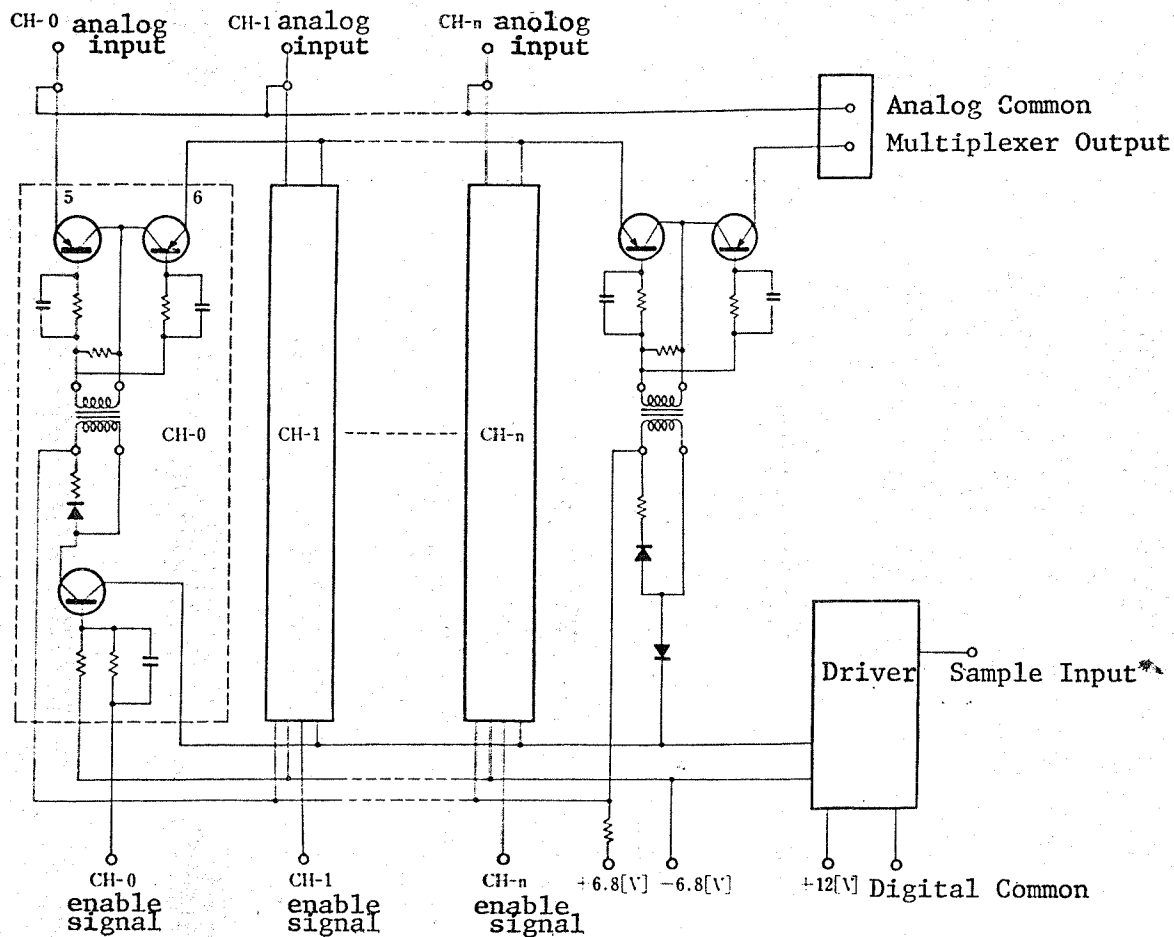 CH-0 analog
input
CH-1 analog
input
CH-n anolog
input
Analog Common
Multiplexer Output
5
6
CH-0
CH-1
CH-n
Driver
Sample Input*
CH-0
enable
signal
CH-1
enable
signal
CH-n
enable
signal
+6.8[V]
-6.8[V]
+12[V]
Digital Common